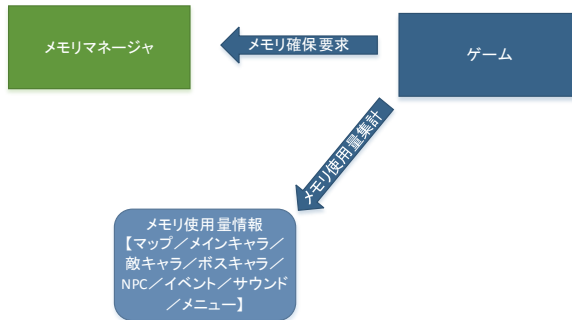 メモリマネージャ
メモリ確保要求
ゲーム
メモリ使用量集計
メモリ使用量情報
【マップ／メインキャラ／
敵キャラ／ボスキャラ／
NPC／イベント／サウンド
／メニュー】